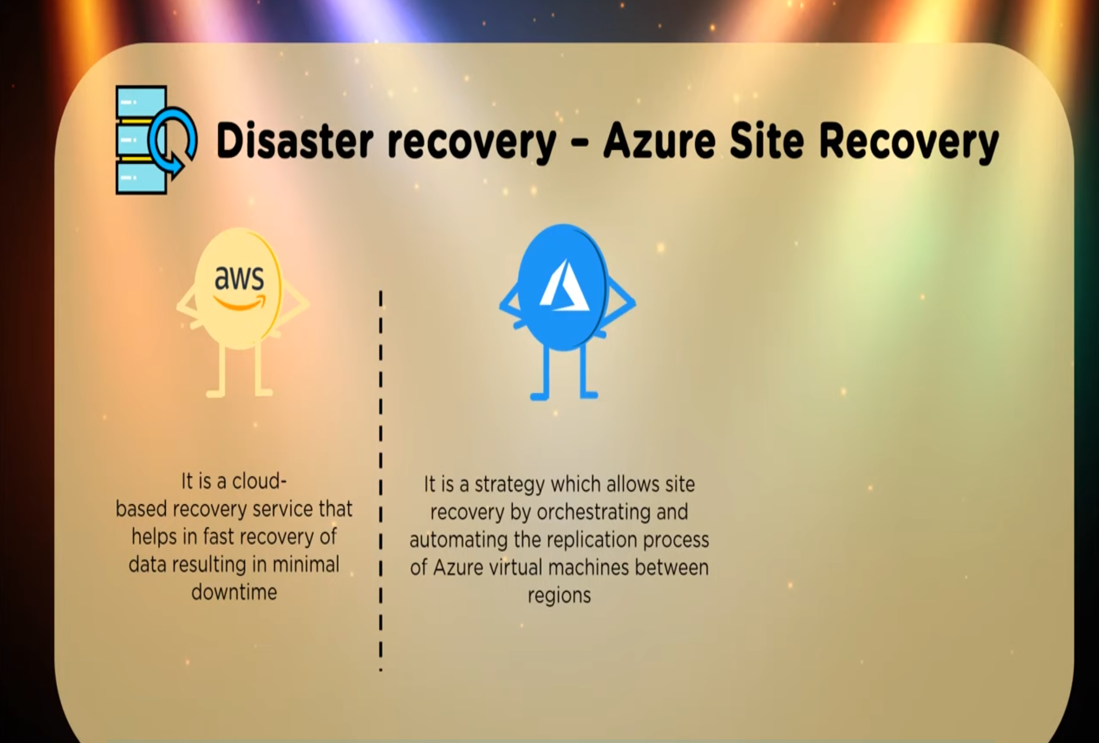 Disaster recovery – Azure Site Recovery
aws
It is a cloud-
based recovery service that
helps in fast recovery of
data resulting in minimal
downtime
It is a strategy which allows site
recovery by orchestrating and
automating the replication process
of Azure virtual machines between
regions